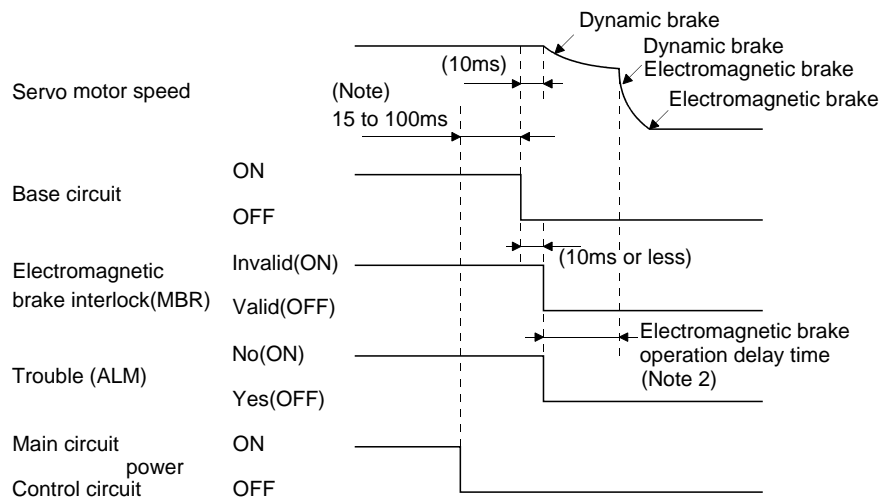 Dynamic brake
Dynamic brake
Electromagnetic brake
Electromagnetic brake
(10ms)
Servo motor speed
(Note)
15 to 100ms
ON
Base circuit
OFF
(10ms or less)
Electromagnetic
brake interlock(MBR)
Invalid(ON)
Valid(OFF)
Electromagnetic brake
operation delay time
(Note 2)
No(ON)
Trouble (ALM)
Yes(OFF)
Main circuit
power
Control circuit
ON
OFF